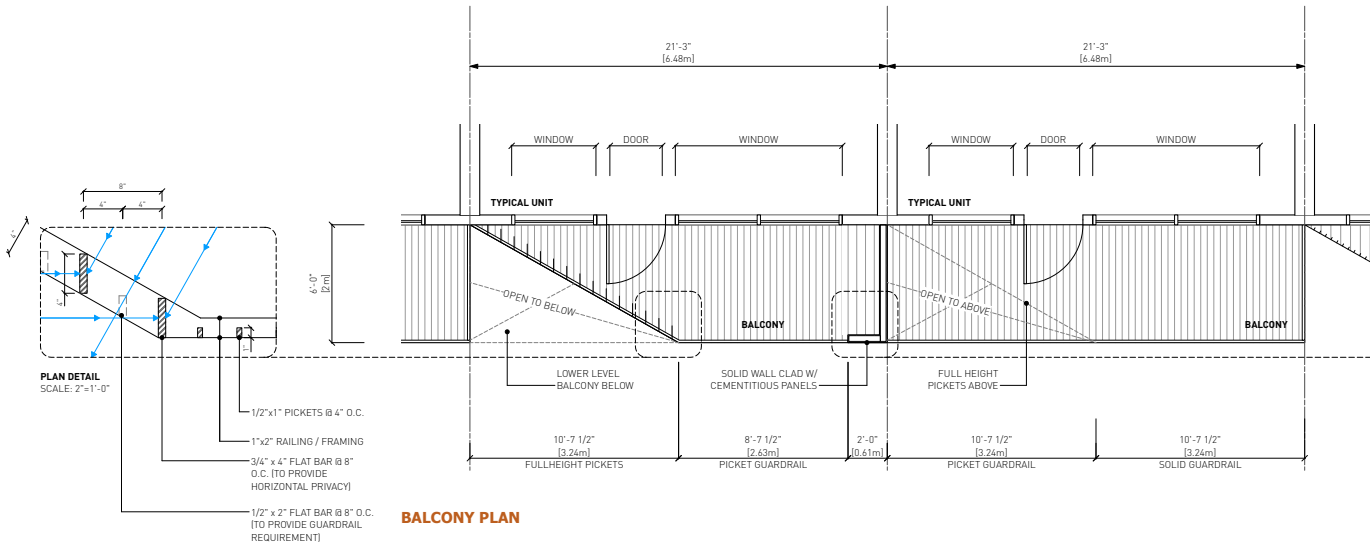 21'-3"
[6.48m]
21'-3"
[6.48m]
WINDOW
DOOR
WINDOW
WINDOW
DOOR
WINDOW
8"
4"
4"
4"
4"
1"
TYPICAL UNIT
TYPICAL UNIT
6'-0"
[2m]
OPEN TO BELOW
BALCONY
OPEN TO ABOVE
BALCONY
PLAN DETAIL
SCALE: 2"=1'-0"
LOWER LEVEL
BALCONY BELOW
SOLID WALL CLAD W/
CEMENTITIOUS PANELS
FULL HEIGHT
PICKETS ABOVE
1/2"x1" PICKETS @ 4" O.C.
1"x2" RAILING / FRAMING
3/4" x 4" FLAT BAR @ 8"
O.C. (TO PROVIDE
HORIZONTAL PRIVACY)
1/2" x 2" FLAT BAR @ 8" O.C.
(TO PROVIDE GUARDRAIL
REQUIREMENT)
10'-7 1/2"
[3.24m]
FULLHEIGHT PICKETS
8'-7 1/2"
[2.63m]
PICKET GUARDRAIL
2'-0"
[0.61m]
10'-7 1/2"
[3.24m]
PICKET GUARDRAIL
10'-7 1/2"
[3.24m]
SOLID GUARDRAIL
BALCONY PLAN